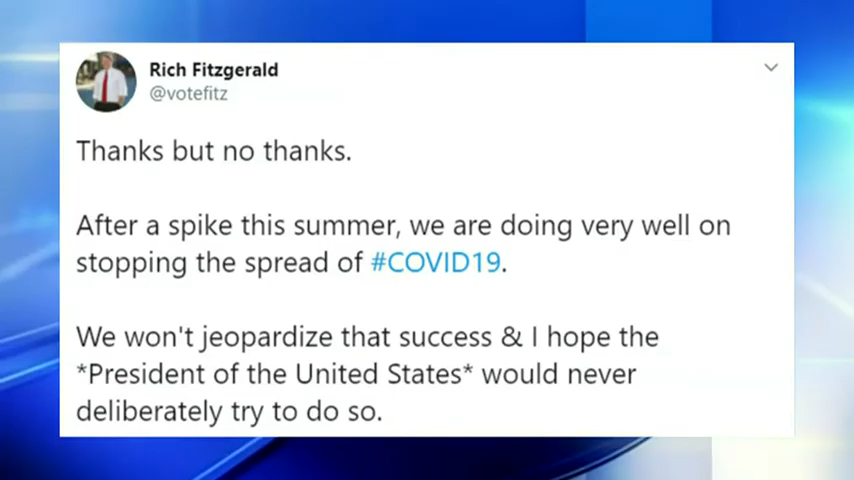 Rich Fitzgerald
@votefitz
Thanks but no thanks.
After a spike this summer, we are doing very well on
stopping the spread of #COVID19.
We won't jeopardize that success & I hope the
*President of the United States* would never
deliberately try to do so.